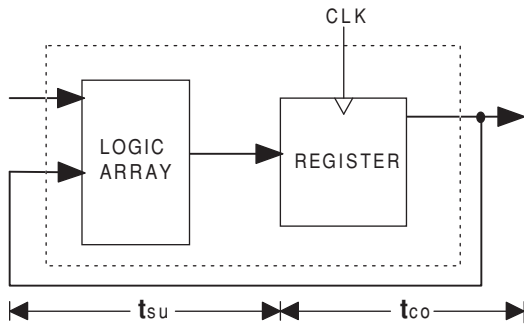 CLK
LOGIC
ARRAY
REGISTER
tsu
tco